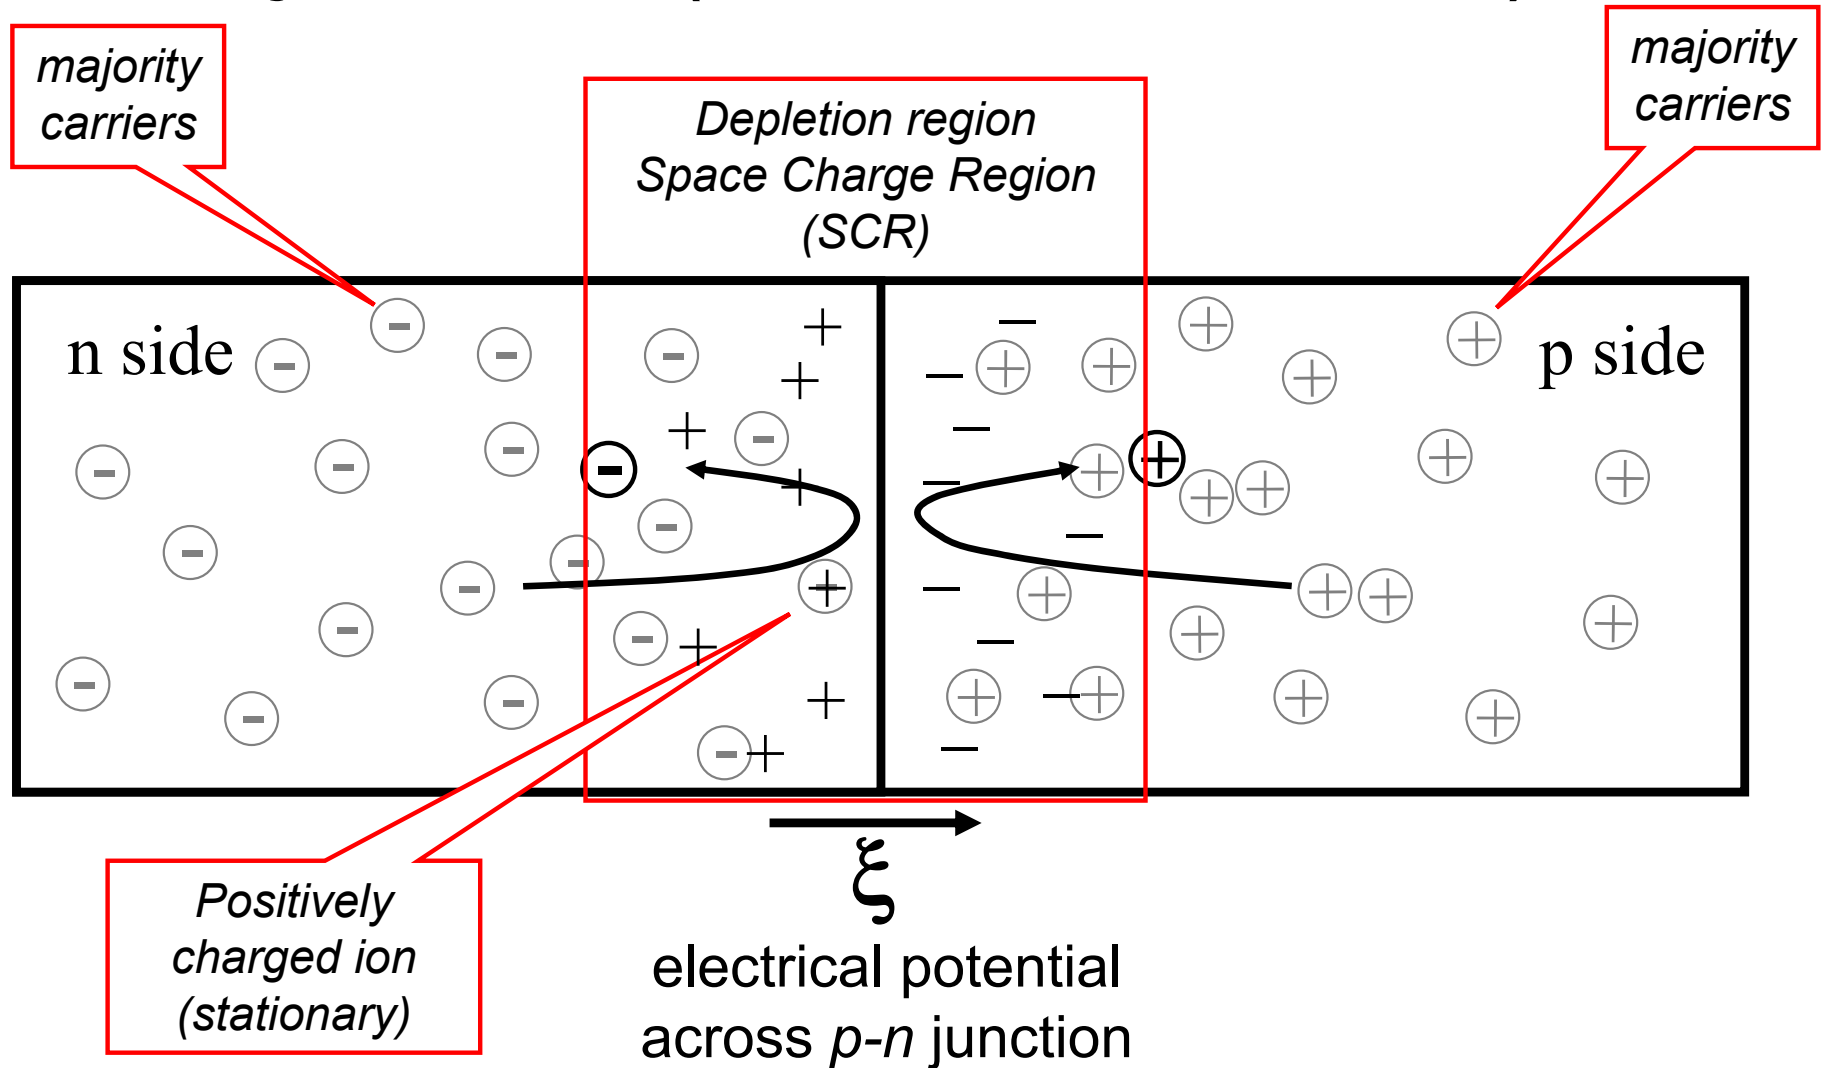 majority
carriers
majority
carriers
Depletion region
Space Charge Region
(SCR)
n side
p side
ξ
electrical potential
across p-n junction
Positively
charged ion
(stationary)